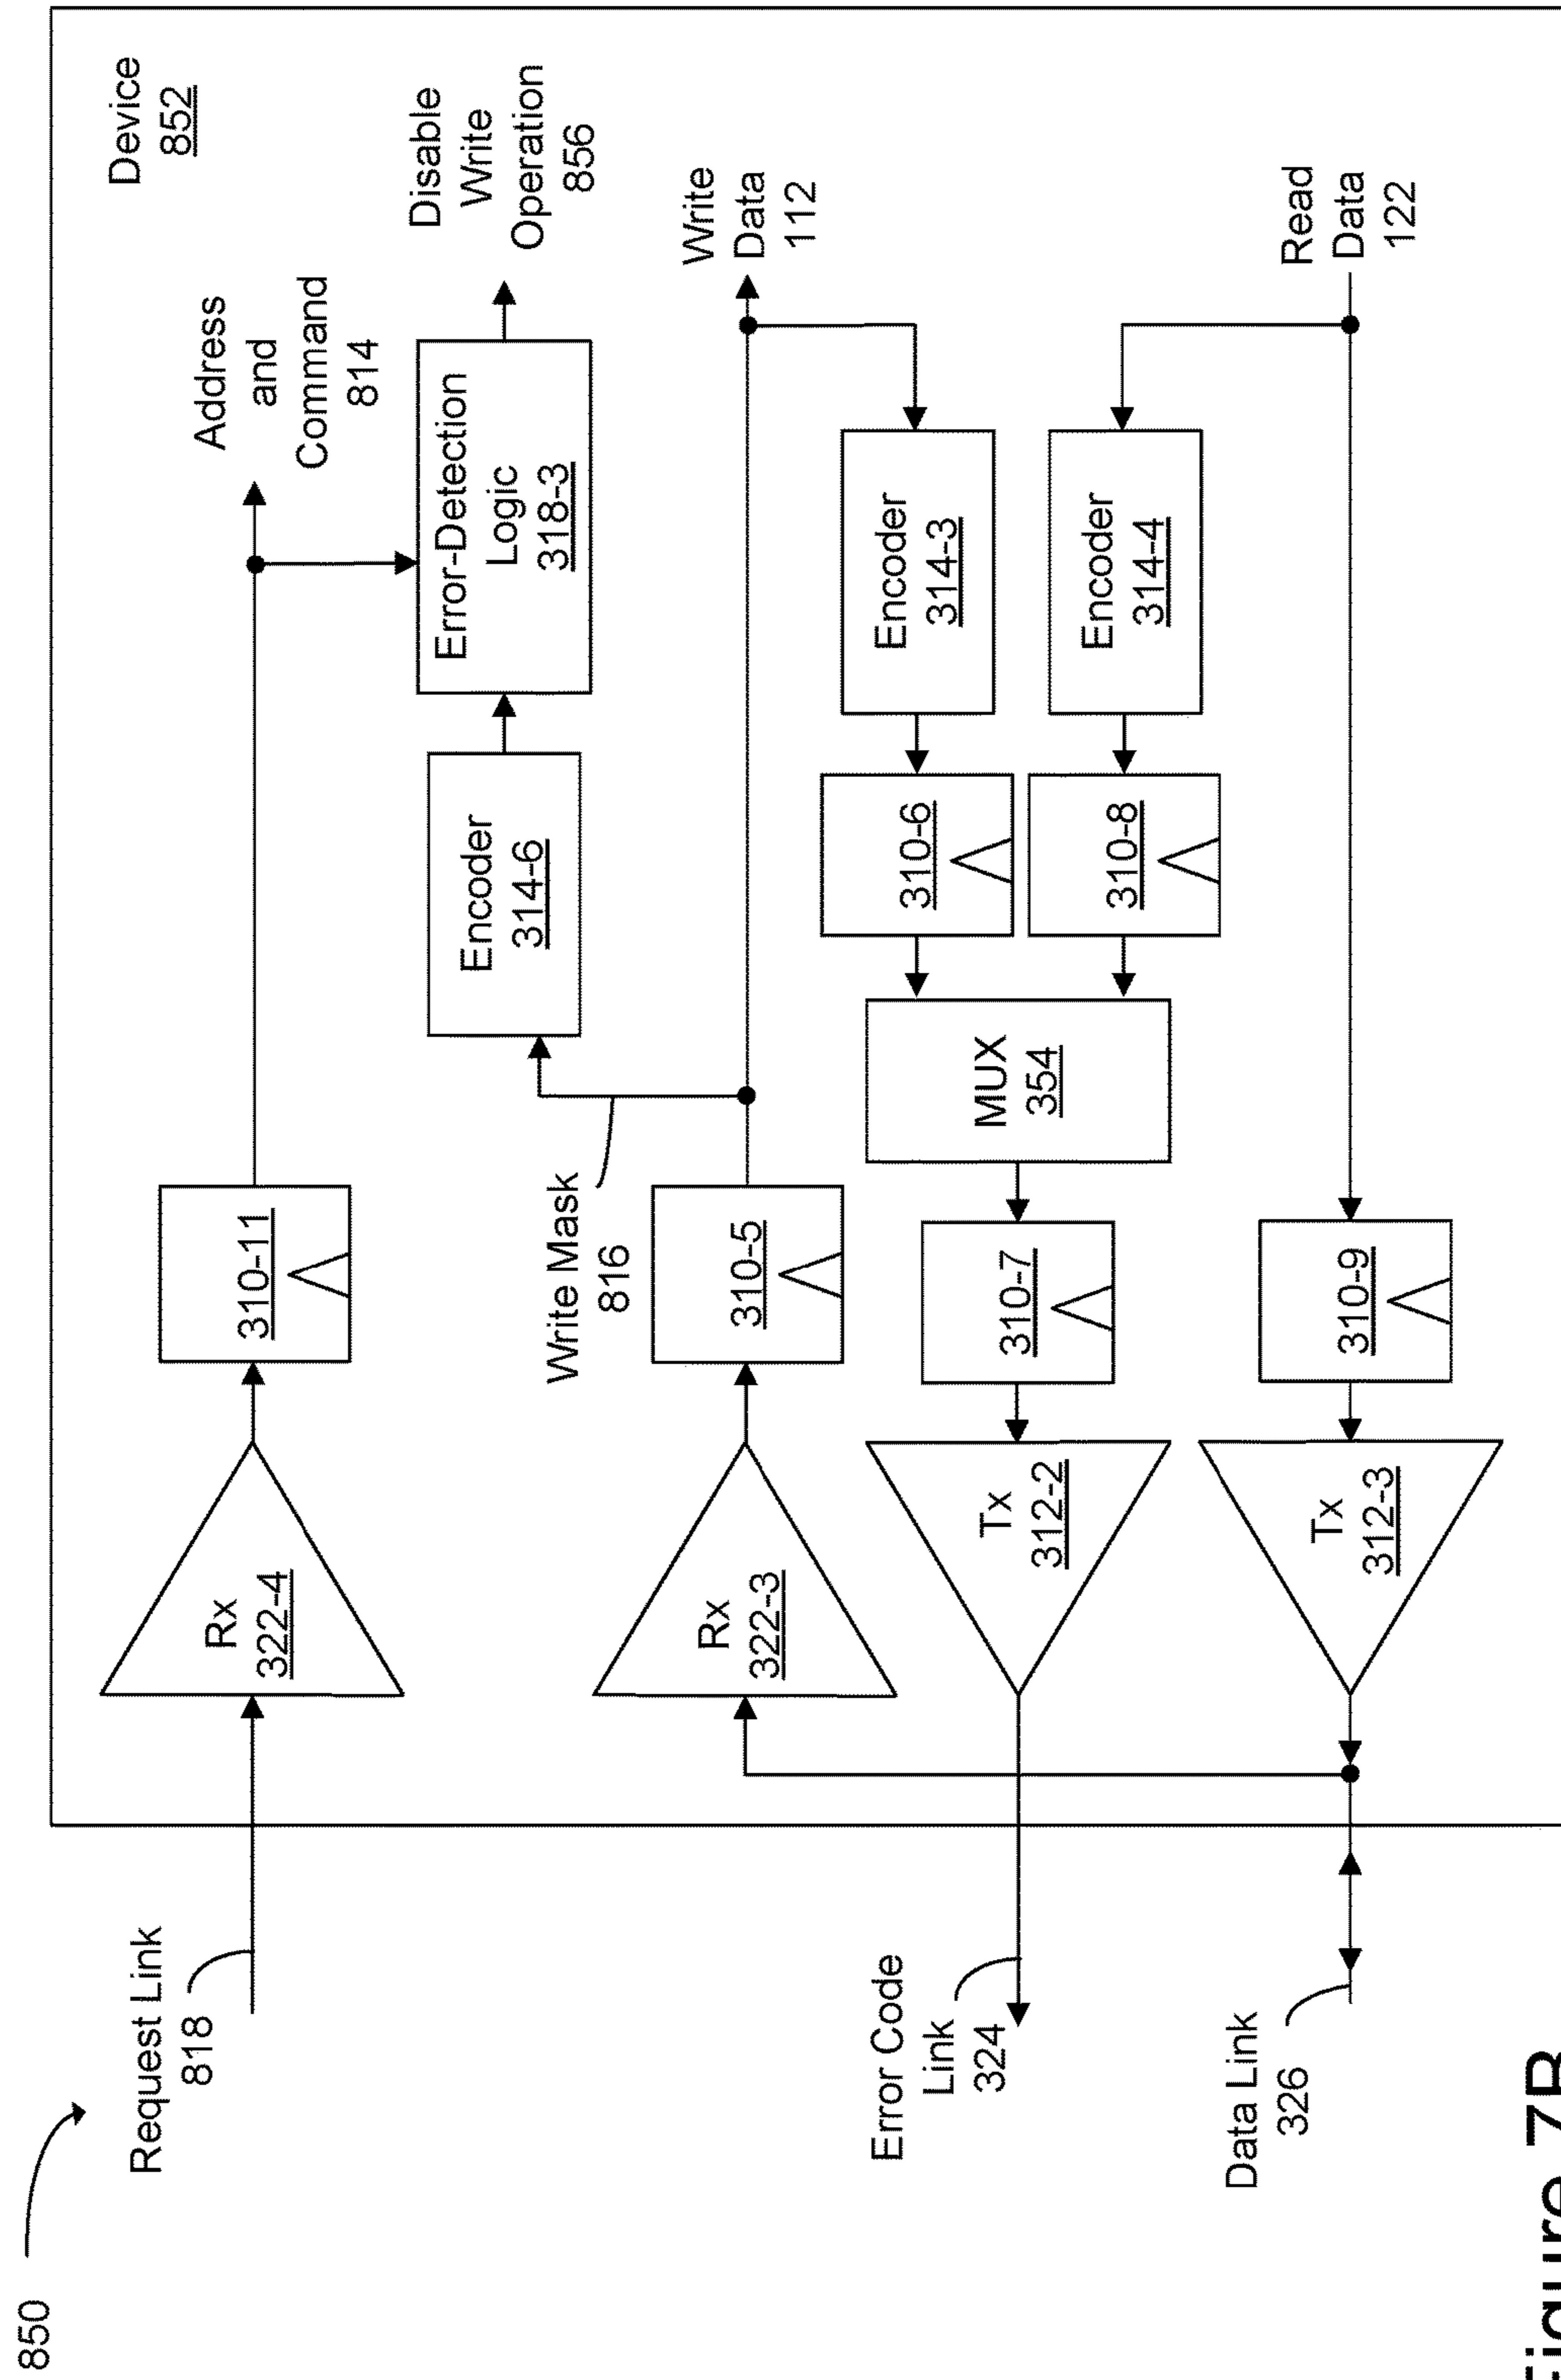 850
Device
852
Request Link
818
Rx
322-4
310-11
Address
and
Command
814
Encoder
314-6
Error-Detection
Logic
318-3
Disable
Write
Operation
856
Write Mask
816
Rx
322-3
310-5
Write
Data
112
Error Code
Link
324
Tx
312-2
310-7
MUX
354
310-6
Encoder
314-3
310-8
Encoder
314-4
Data Link
326
Tx
312-3
310-9
Read
Data
122
Figure 7B